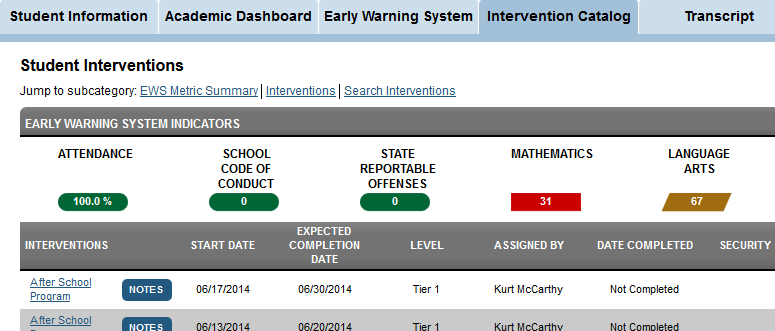 Student Information Academic Dashboard Early Warning System Intervention Catalog Transcript
Student Interventions
Jump to subcategory: EWS Metric Summary | Interventions | Search Interventions
EARLY WARNING SYSTEM INDICATORS
ATTENDANCE
100.0 %
SCHOOL
CODE OF
CONDUCT
0
STATE
REPORTABLE
OFFENSES
0
MATHEMATICS
31
LANGUAGE
ARTS
67
INTERVENTIONS
START DATE
EXPECTED
COMPLETION
DATE
LEVEL
ASSIGNED BY
DATE COMPLETED
SECURITY
After School
Program
NOTES
06/17/2014
06/30/2014
Tier 1
Kurt McCarthy
Not Completed
After School
NOTES
06/13/2014
06/20/2014
Tier 1
Kurt McCarthy
Not Completed